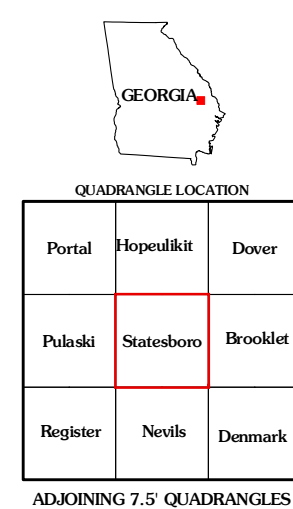 GEORGIA
QUADRANGLE LOCATION
Portal Hopeulikit Dover
Pulaski Statesboro Brooklet
Register Nevils Denmark
ADJOINING 7.5' QUADRANGLES